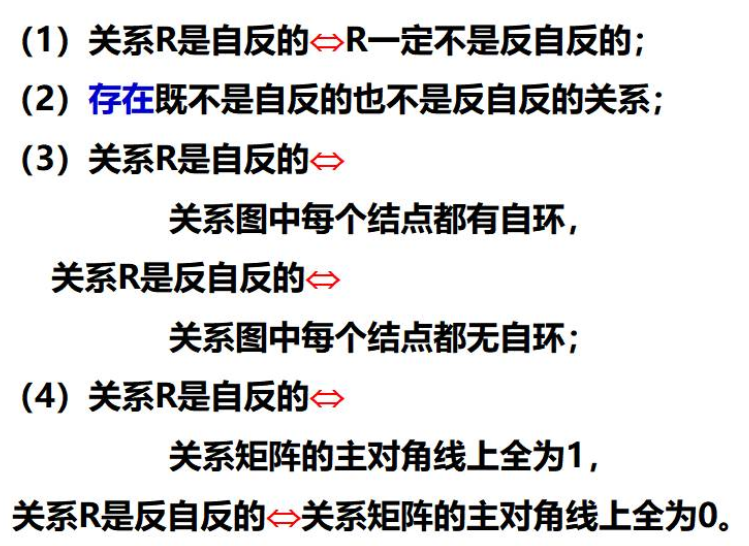 （1）关系R是自反的⇔R一定不是反自反的；
（2）存在既不是自反的也不是反自反的关系；
（3）关系R是自反的⇔
关系图中每个结点都有自环，
关系R是反自反的⇔
关系图中每个结点都无自环；
（4）关系R是自反的⇔
关系矩阵的主对角线上全为1，
关系R是反自反的⇔关系矩阵的主对角线上全为0。